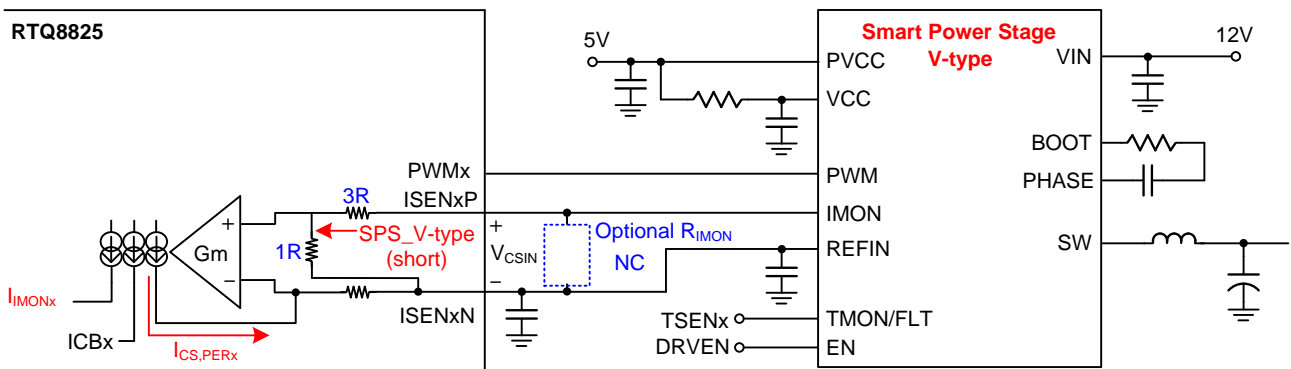 RTQ8825
5V
Smart Power Stage
V-type
12V
PVCC
VIN
VCC
BOOT
PWMx
PWM
PHASE
3R
ISENxP
IMON
+
SPS_V-type
(short)
+
VCSIN
Optional RIMON
NC
Gm
1R
REFIN
SW
−
−
IIMONx
ISENxN
ICBx
ICS,PERx
TSENx
TMON/FLT
DRVEN
EN